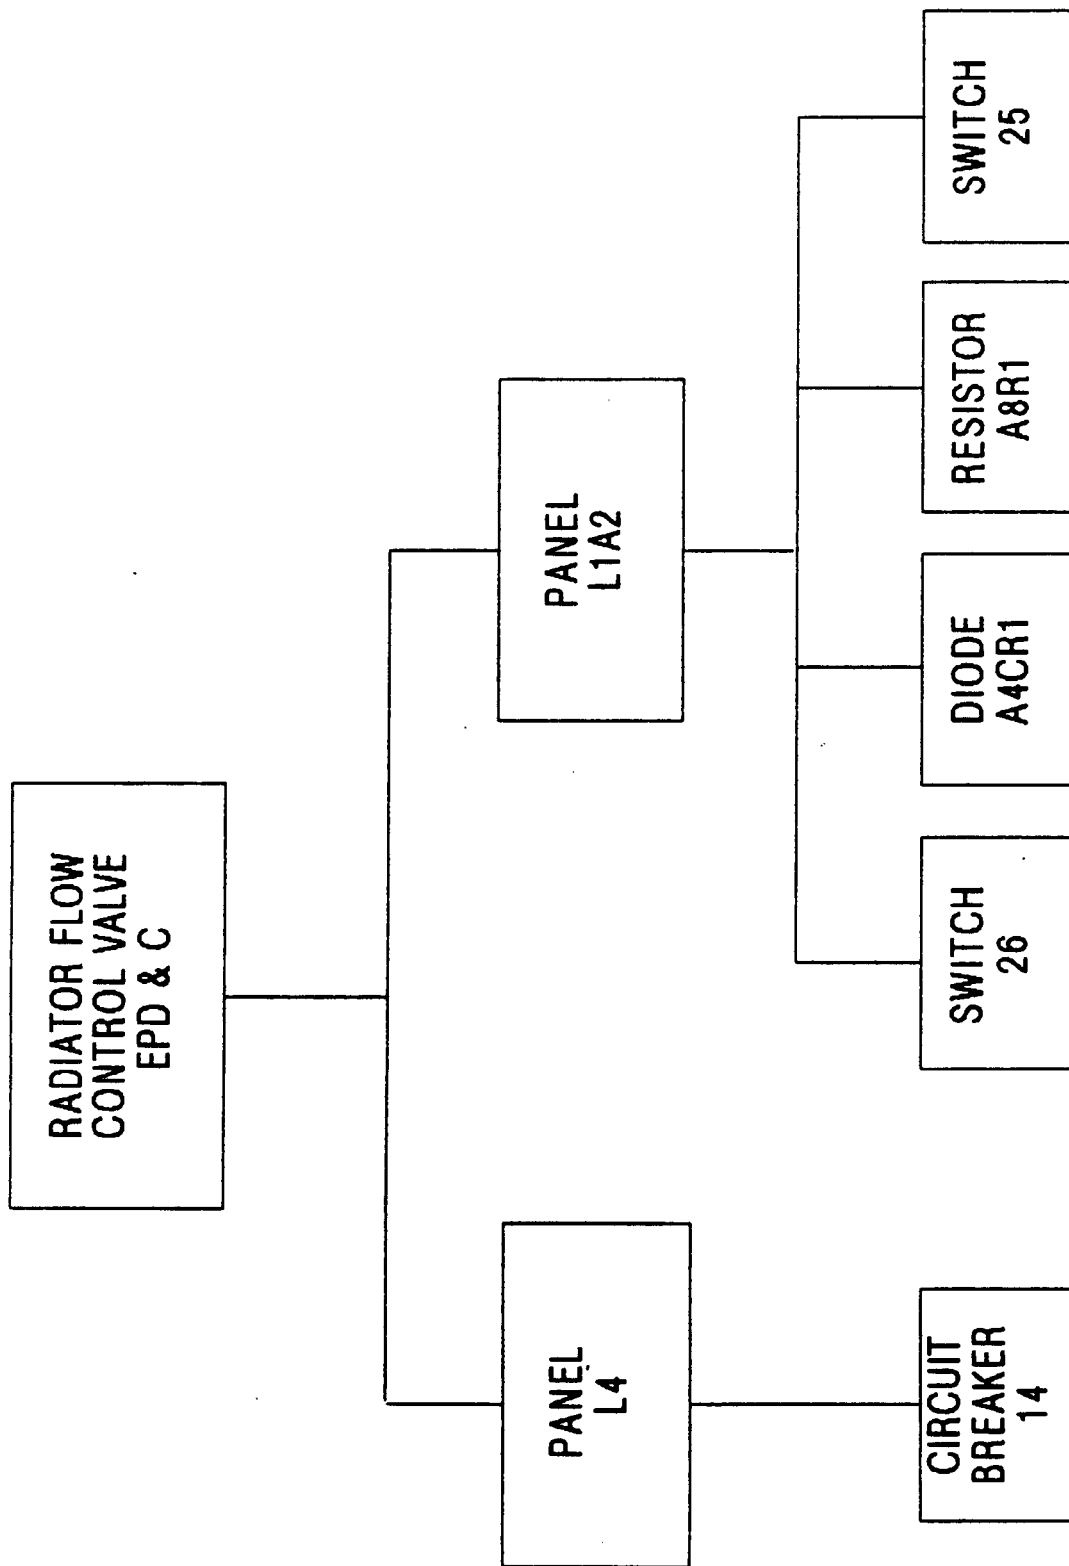 RADIATOR FLOW
CONTROL VALVE
EPD & C
PANEL
L4
PANEL
L1A2
CIRCUIT
BREAKER
14
SWITCH
26
DIODE
A4CR1
RESISTOR
A8R1
SWITCH
25